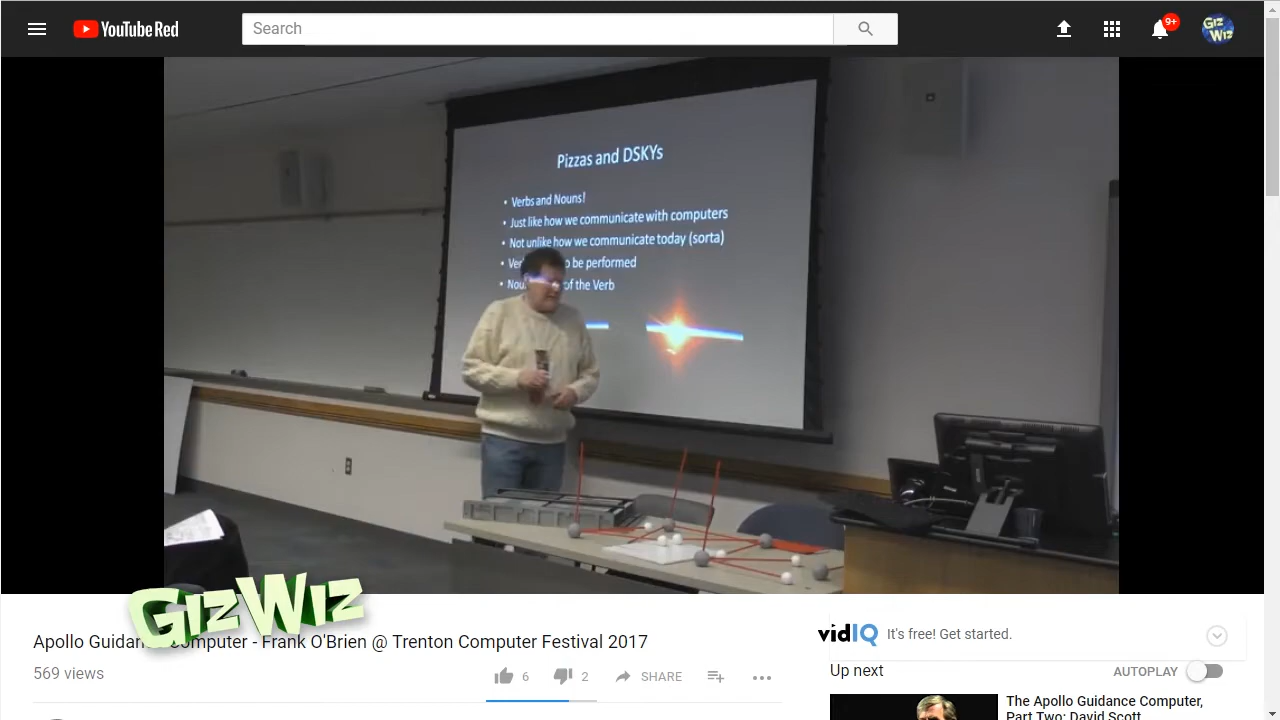 YouTube Red
Search
9+
GIZ
WIZ
Pizzas and DSKYs
• Verbs and Nouns!
• Just like how we communicate with computers
• Not unlike how we communicate today (sorta)
be performed
of the Verb
GIZWIZ
Apollo Guidan Computer - Frank O'Brien @ Trenton Computer Festival 2017
569 views
6
2
SHARE
vidIQ It's free! Get started.
Up next
AUTOPLAY
The Apollo Guidance Computer,
Part Two: David Scott